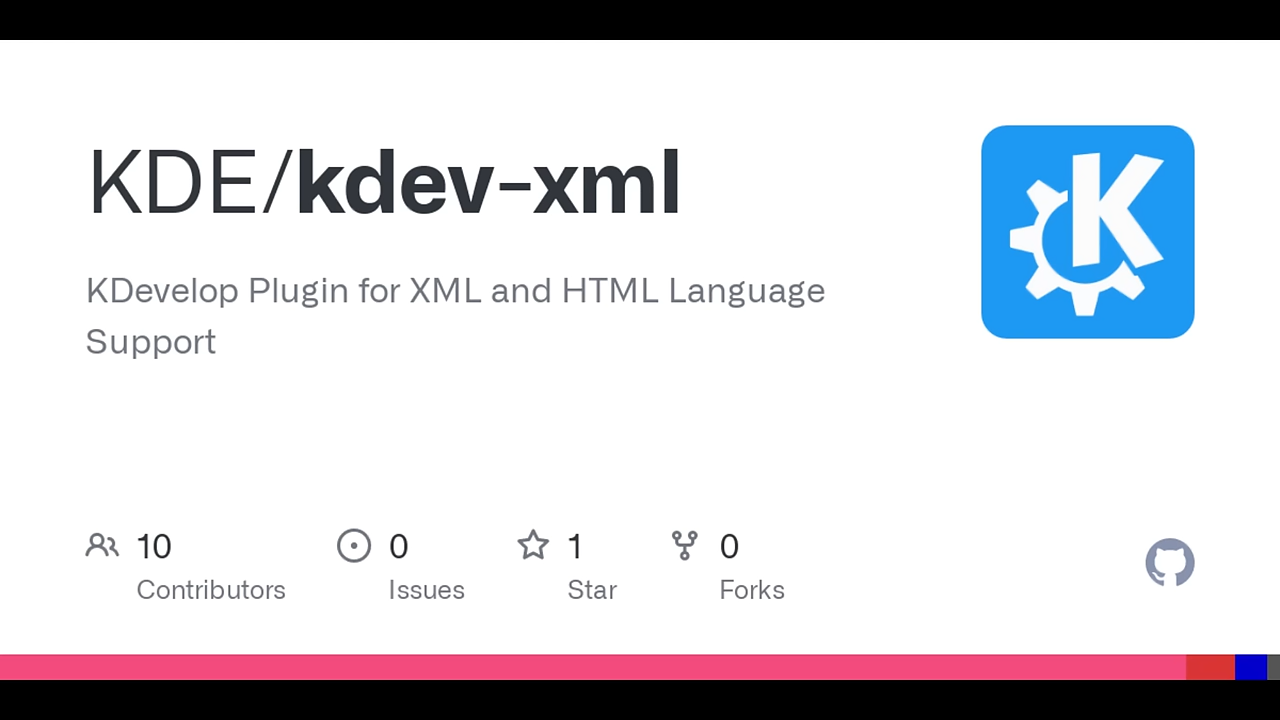 KDE/kdev-xml
KDevelop Plugin for XML and HTML Language
Support
10 0 1 0
Contributors Issues Star Forks